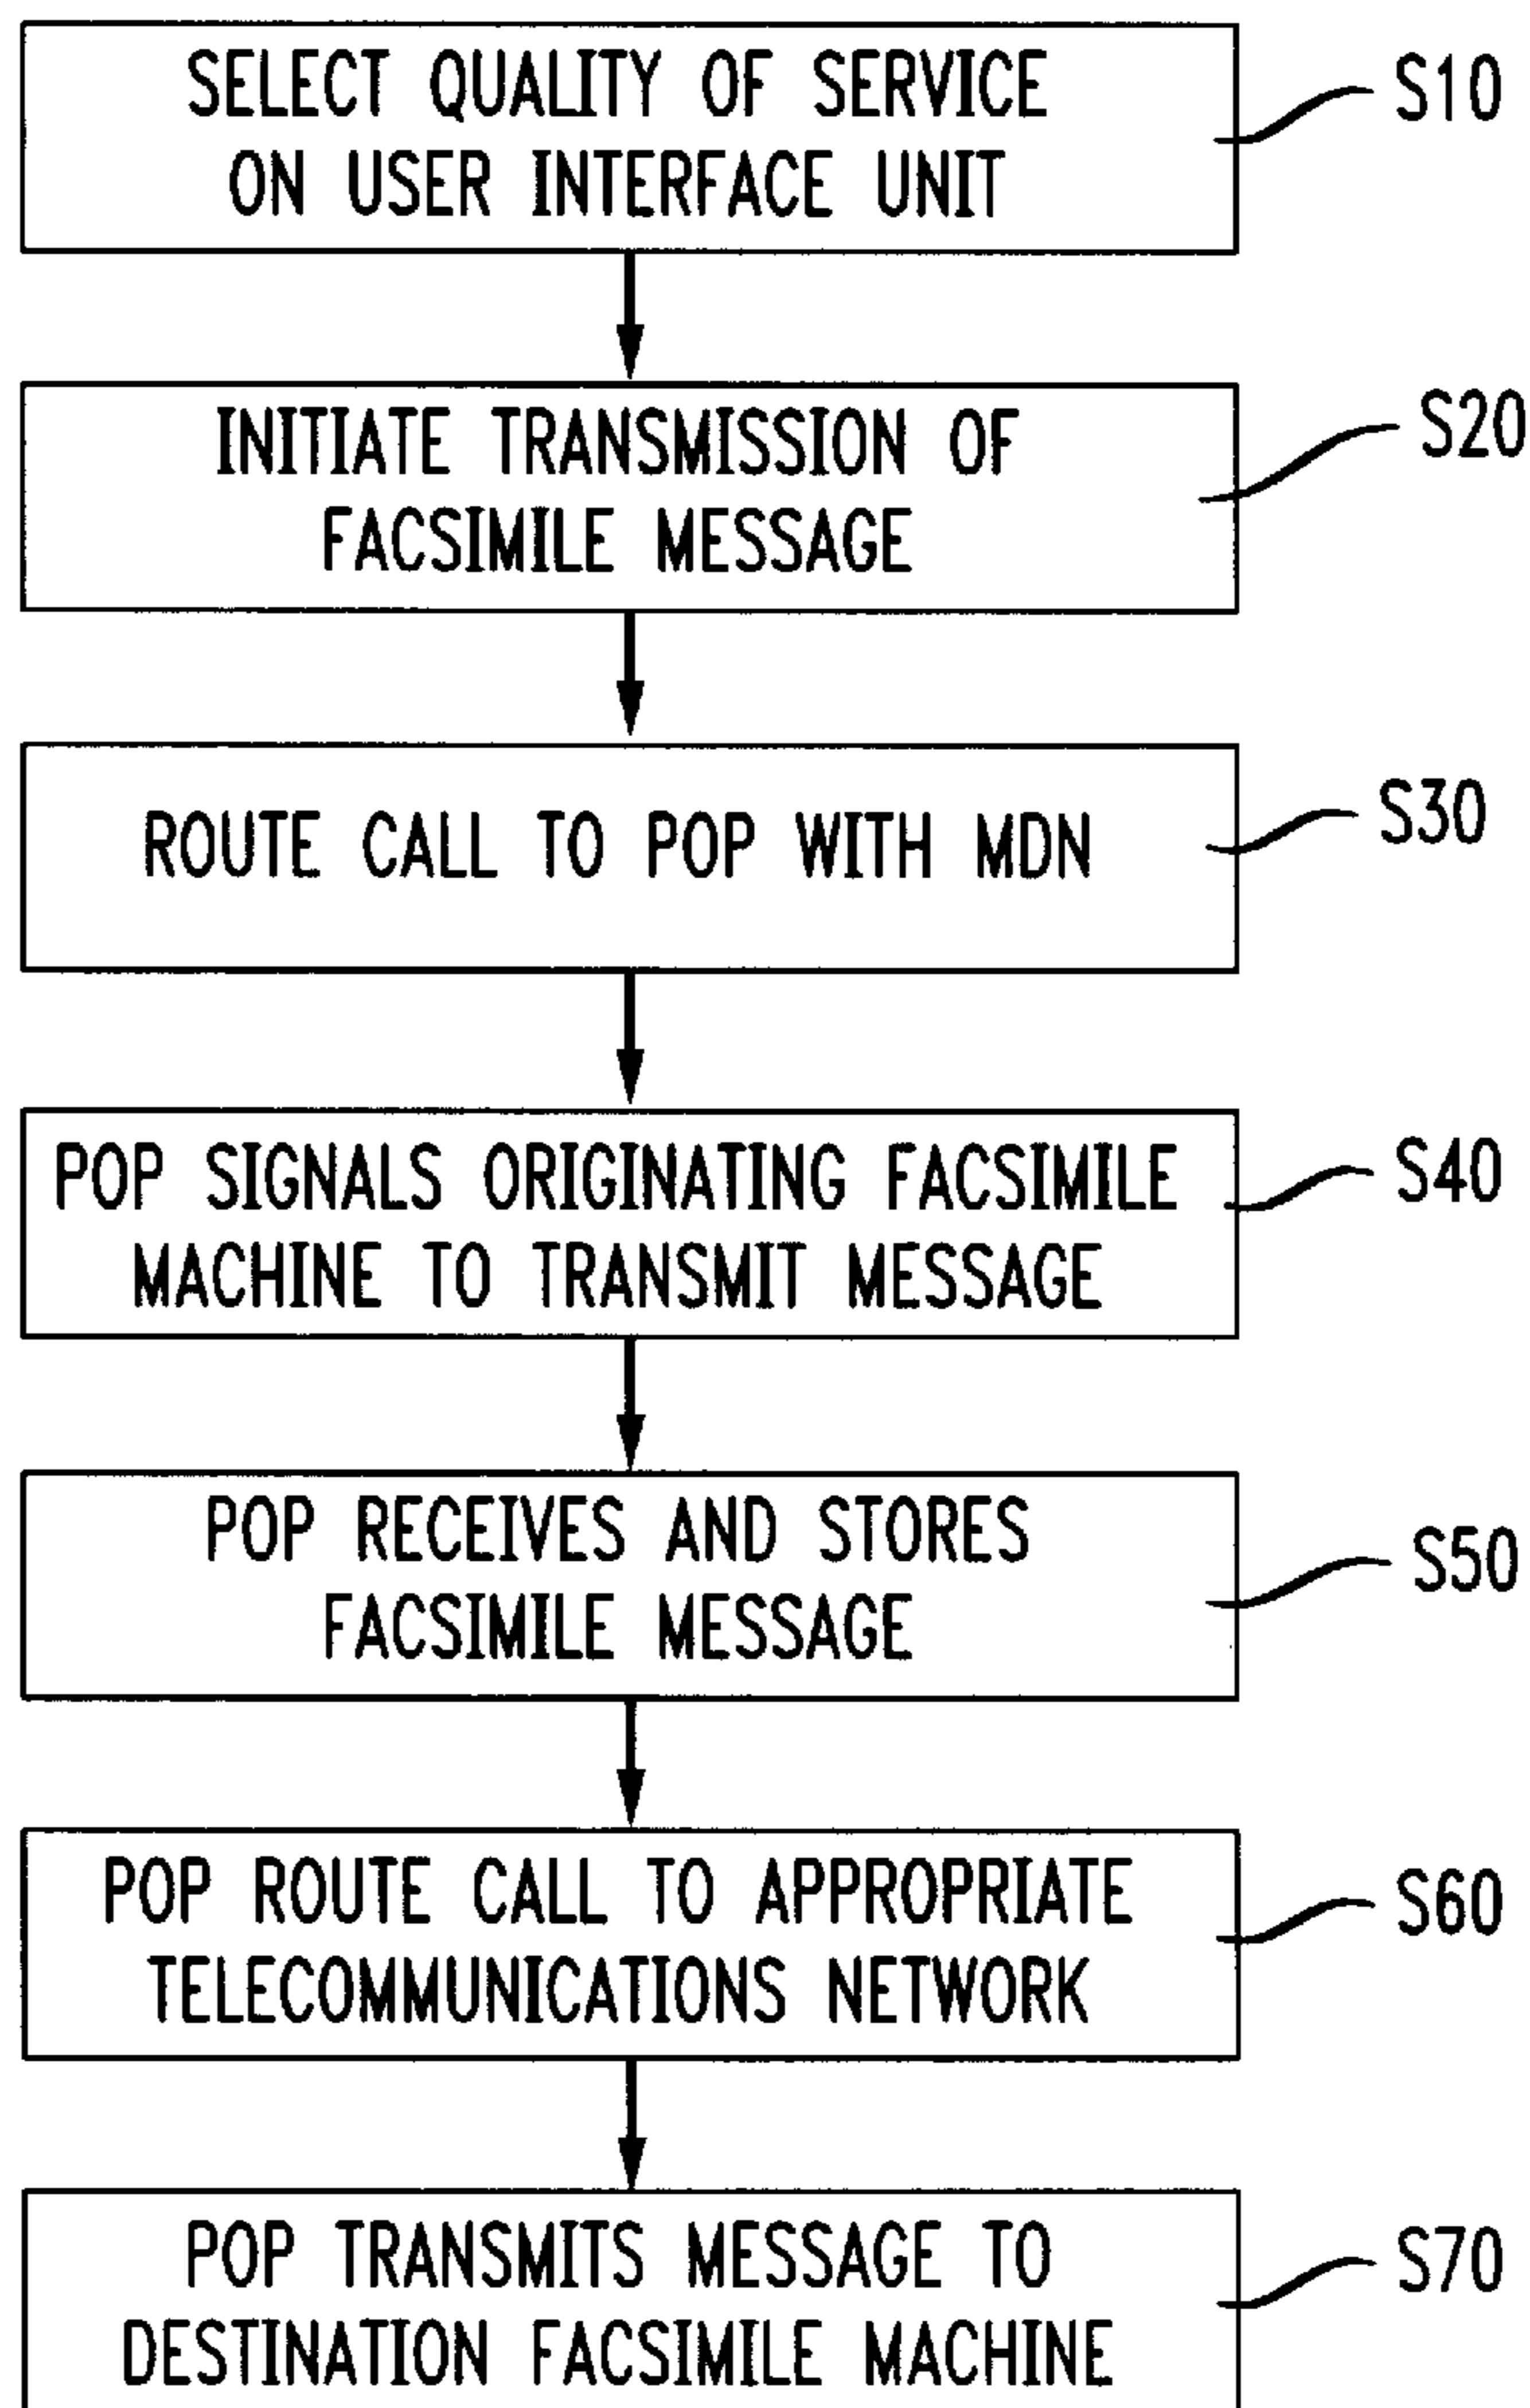 SELECT QUALITY OF SERVICE
ON USER INTERFACE UNIT
S10
INITIATE TRANSMISSION OF
FACSIMILE MESSAGE
S20
ROUTE CALL TO POP WITH MDN
S30
POP SIGNALS ORIGINATING FACSIMILE
MACHINE TO TRANSMIT MESSAGE
S40
POP RECEIVES AND STORES
FACSIMILE MESSAGE
S50
POP ROUTE CALL TO APPROPRIATE
TELECOMMUNICATIONS NETWORK
S60
POP TRANSMITS MESSAGE TO
DESTINATION FACSIMILE MACHINE
S70